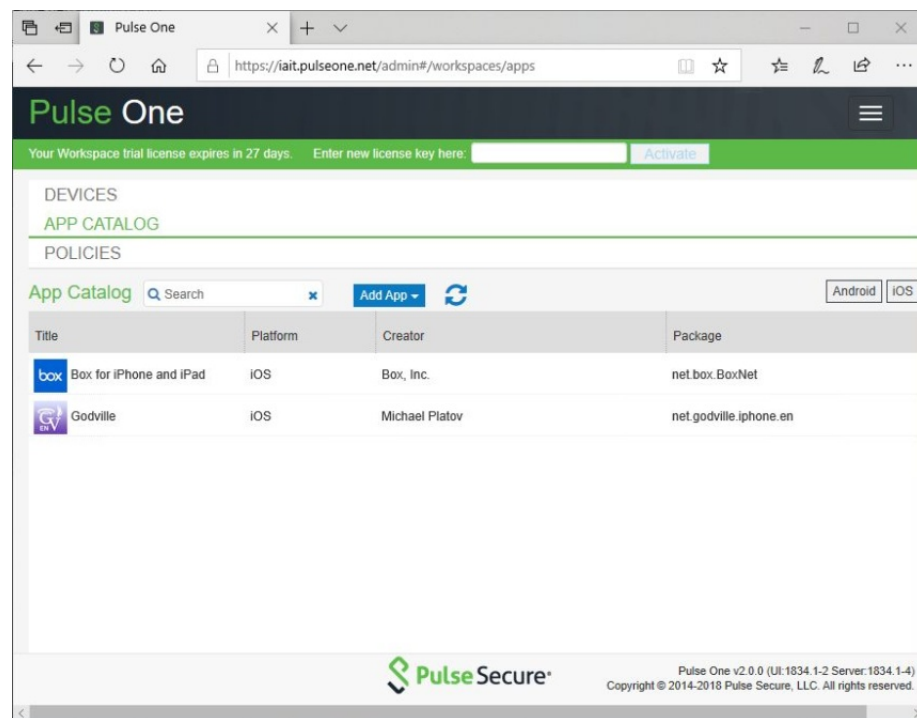 Pulse One
https://iait.pulseone.net/admin#/workspaces/apps
Pulse One
Your Workspace trial license expires in 27 days. Enter new license key here: Activate
DEVICES
APP CATALOG
POLICIES
App Catalog Search Add App Android iOS
Title Platform Creator Package
box Box for iPhone and iPad iOS Box, Inc. net.box.BoxNet
GV EN Godville iOS Michael Platov net.godville.iphone.en
Pulse Secure
Pulse One v2.0.0 (UI:1834.1-2 Server:1834.1-4)
Copyright © 2014-2018 Pulse Secure, LLC. All rights reserved.